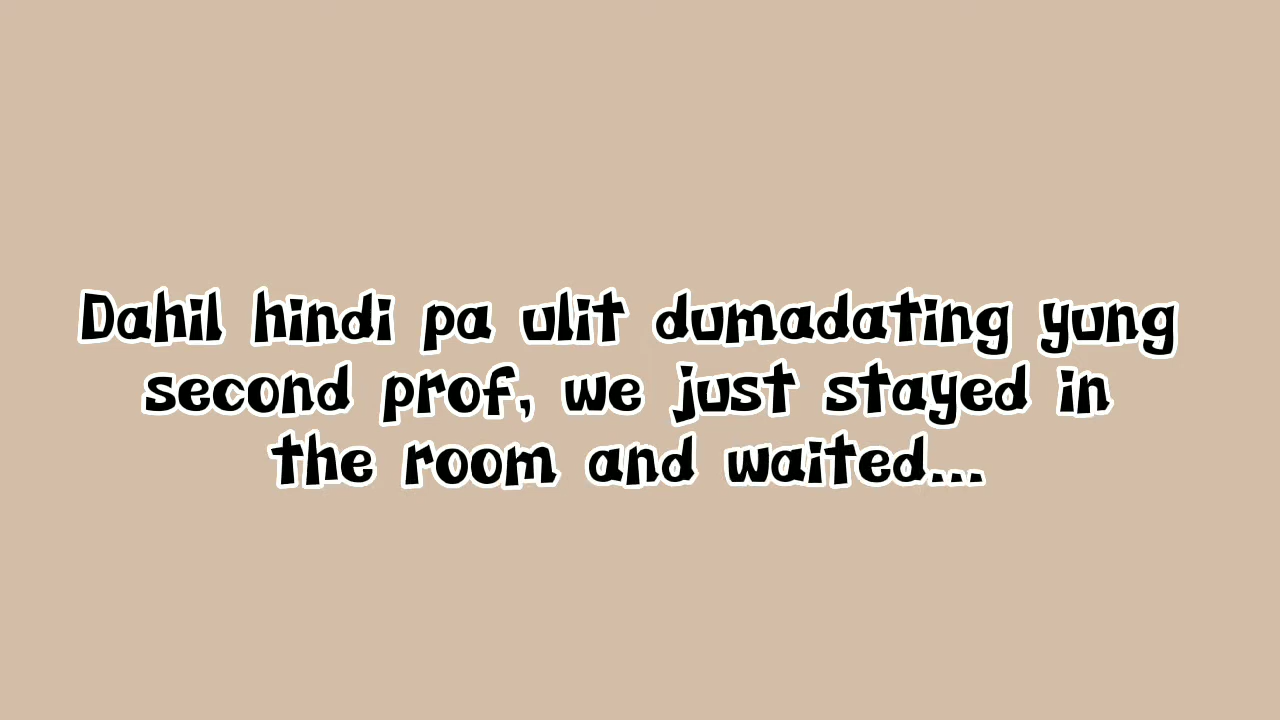 Dahil hindi pa ulit dumadating yung
second prof, we just stayed in
the room and waited...